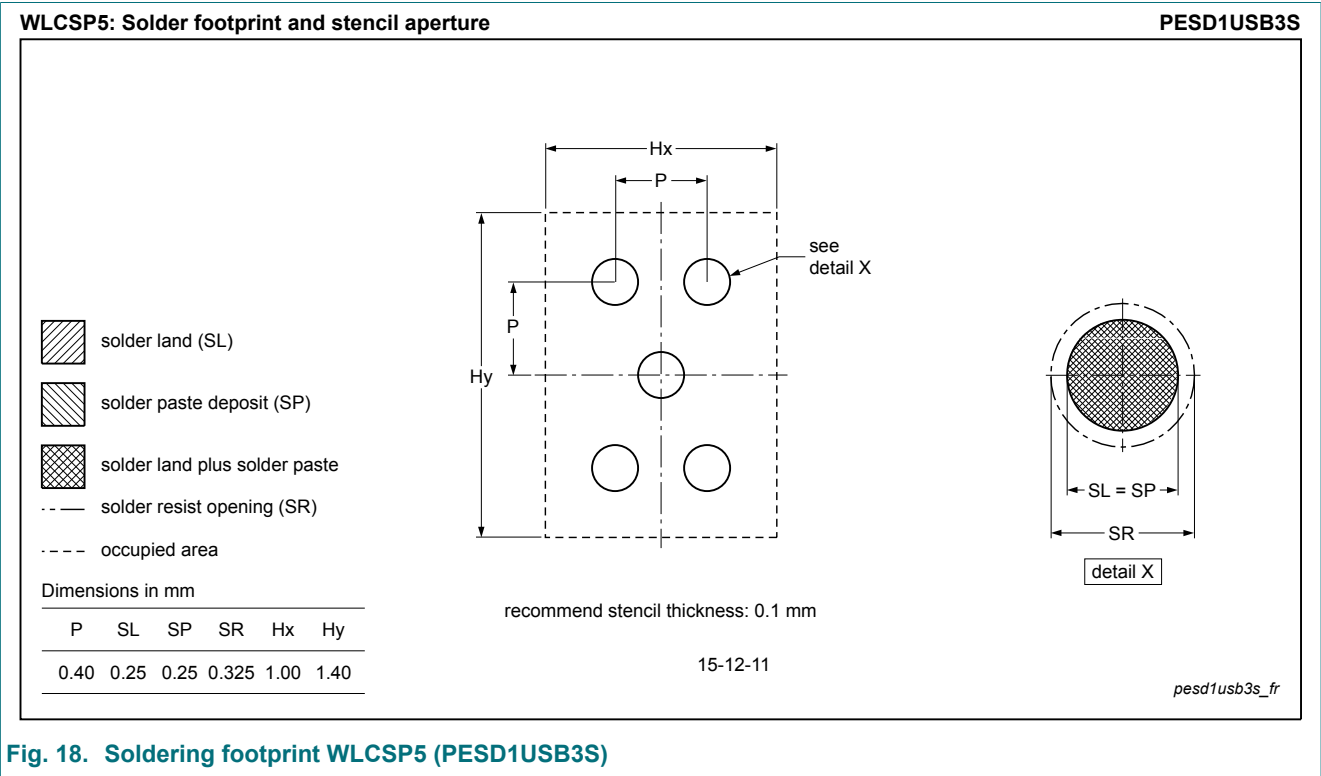 WLCSP5: Solder footprint and stencil aperture PESD1USB3S
Hx
P
see
detail X
P
Hy
solder land (SL)
solder paste deposit (SP)
solder land plus solder paste
solder resist opening (SR)
occupied area
Dimensions in mm
P SL SP SR Hx Hy
0.40 0.25 0.25 0.325 1.00 1.40
recommend stencil thickness: 0.1 mm
15-12-11
SL = SP
SR
detail X
pesd1usb3s_fr
Fig. 18. Soldering footprint WLCSP5 (PESD1USB3S)